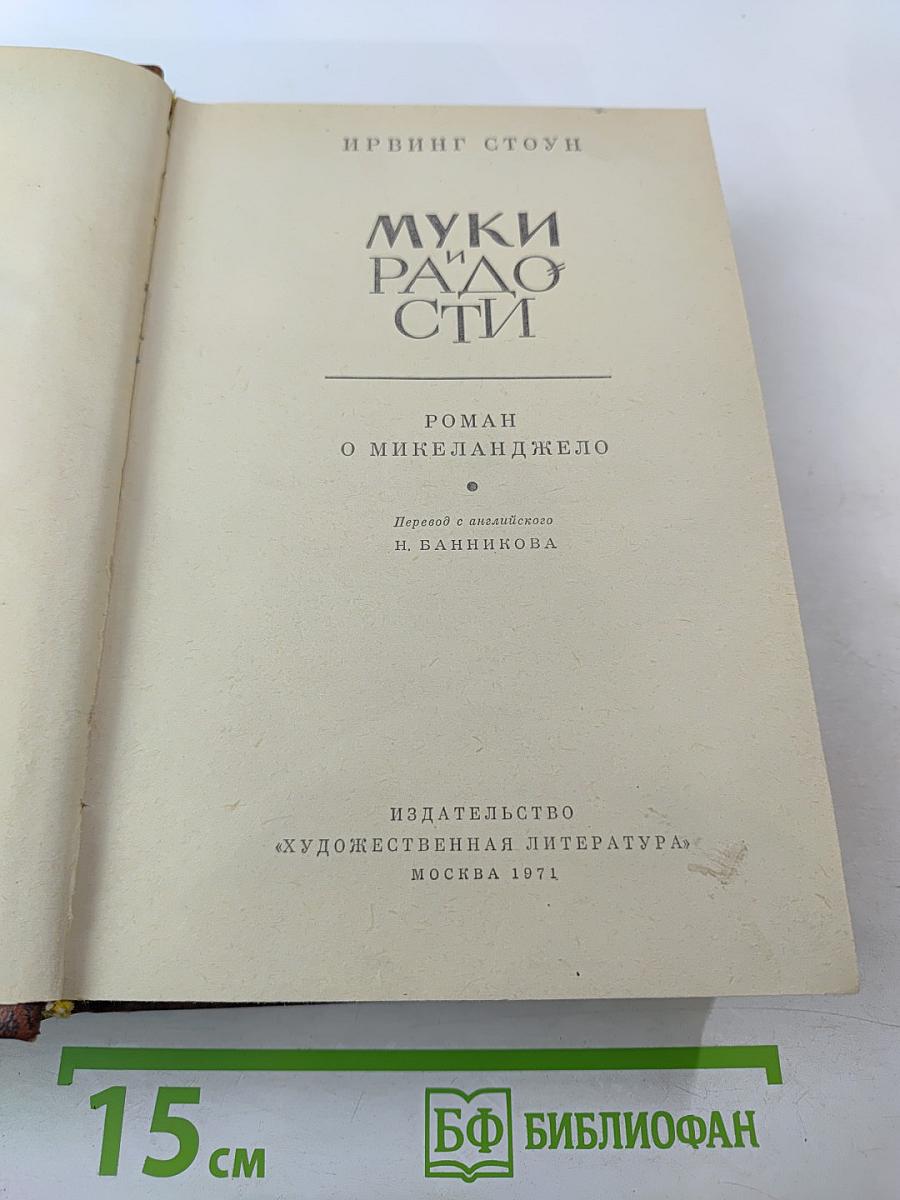 ИРВИНГ СТОУН
МУКИ
И
РАДО
СТИ
РОМАН
О МИКЕЛАНДЖЕЛО
Перевод с английского
Н. БАННИКОВА
ИЗДАТЕЛЬСТВО
«ХУДОЖЕСТВЕННАЯ ЛИТЕРАТУРА»
МОСКВА 1971
15 см
БФ БИБЛИОФАН